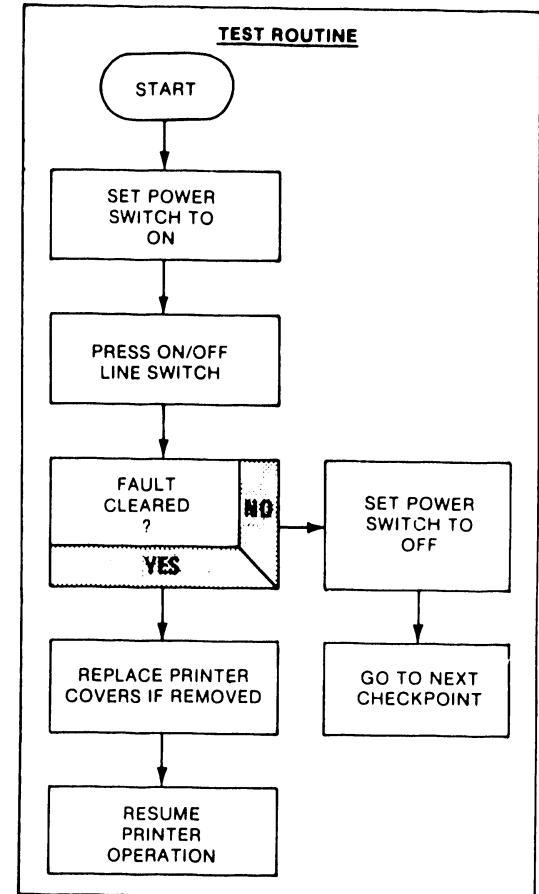 TEST ROUTINE
START
SET POWER
SWITCH TO
ON
PRESS ON/OFF
LINE SWITCH
FAULT
CLEARED
?
NO
YES
SET POWER
SWITCH TO
OFF
REPLACE PRINTER
COVERS IF REMOVED
GO TO NEXT
CHECKPOINT
RESUME
PRINTER
OPERATION